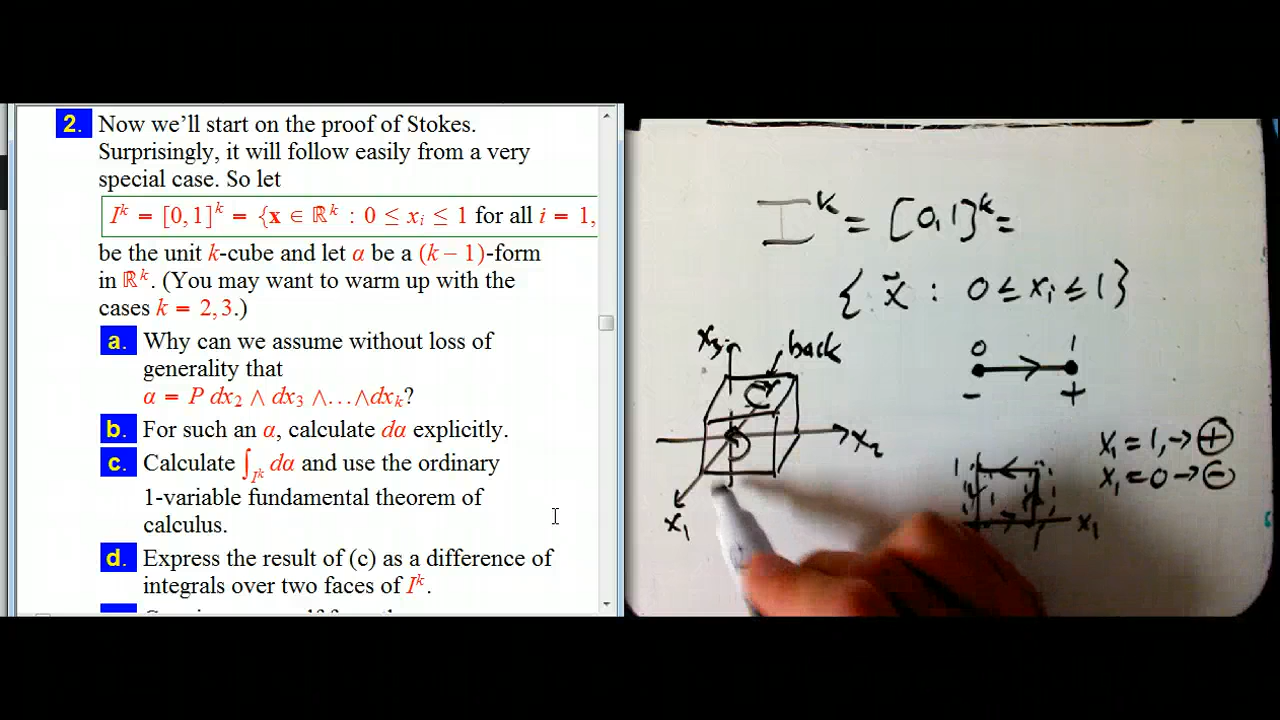 2. Now we'll start on the proof of Stokes.
Surprisingly, it will follow easily from a very
special case. So let
I^k = [0, 1]^k = {x ∈ ℝ^k : 0 ≤ x_i ≤ 1 for all i = 1,
be the unit k-cube and let α be a (k − 1)-form
in ℝ^k. (You may want to warm up with the
cases k = 2, 3.)
a. Why can we assume without loss of
generality that
α = P dx_2 ∧ dx_3 ∧…∧dx_k?
b. For such an α, calculate dα explicitly.
c. Calculate ∫_{I^k} dα and use the ordinary
1-variable fundamental theorem of
calculus.
d. Express the result of (c) as a difference of
integrals over two faces of I^k.
I^k = [0,1]^k =
{ x⃗ : 0 ≤ x_i ≤ 1 }
x_3 back
x_2
x_1
0 1
− +
x_1 = 1, → ⊕
x_1 = 0 → ⊖
1
x_1
1